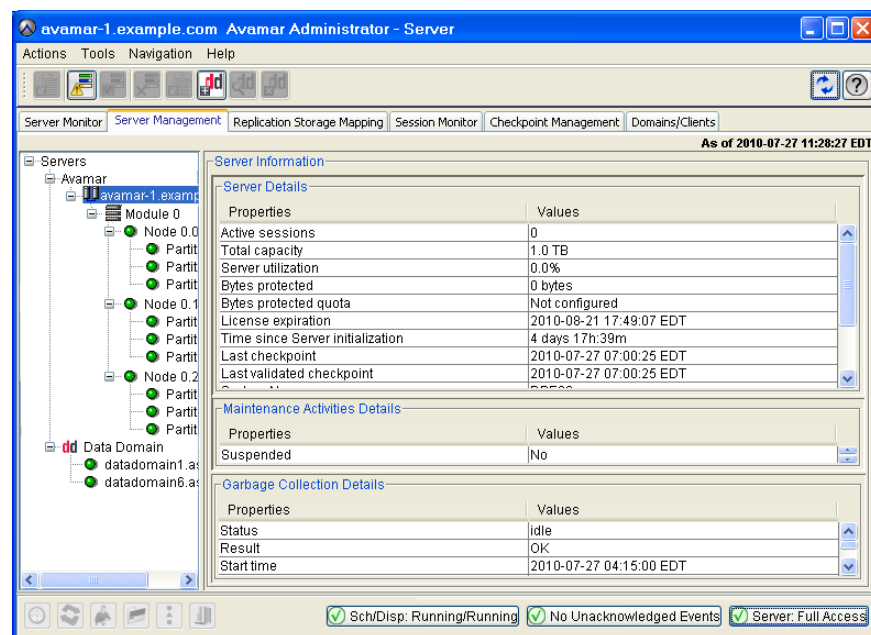 avamar-1.example.com Avamar Administrator - Server
Actions Tools Navigation Help
Server Monitor Server Management Replication Storage Mapping Session Monitor Checkpoint Management Domains/Clients
As of 2010-07-27 11:28:27 EDT
Servers
Avamar
avamar-1.examp
Module 0
Node 0.0
Partit
Partit
Partit
Node 0.1
Partit
Partit
Partit
Node 0.2
Partit
Partit
Partit
dd Data Domain
datadomain1.as
datadomain6.as
Server Information
Server Details
Properties Values
Active sessions 0
Total capacity 1.0 TB
Server utilization 0.0%
Bytes protected 0 bytes
Bytes protected quota Not configured
License expiration 2010-08-21 17:49:07 EDT
Time since Server initialization 4 days 17h:39m
Last checkpoint 2010-07-27 07:00:25 EDT
Last validated checkpoint 2010-07-27 07:00:25 EDT
Maintenance Activities Details
Properties Values
Suspended No
Garbage Collection Details
Properties Values
Status idle
Result OK
Start time 2010-07-27 04:15:00 EDT
Sch/Disp: Running/Running No Unacknowledged Events Server: Full Access